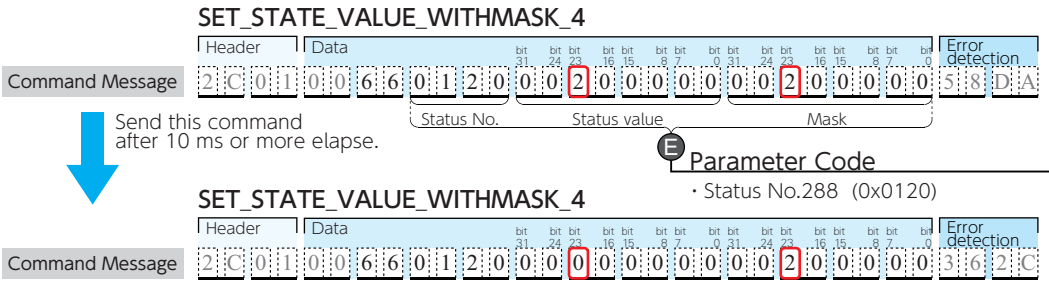 SET_STATE_VALUE_WITHMASK_4
Header Data Error detection
bit 31 bit 24 bit 23 bit 16 bit 15 bit 8 bit 7 bit 0 bit 31 bit 24 bit 23 bit 16 bit 15 bit 8 bit 7 bit 0
Command Message 2 C 0 1 0 0 6 6 0 1 2 0 0 0 2 0 0 0 0 0 0 0 2 0 0 0 0 0 5 8 D A
Status No. Status value Mask
Send this command
after 10 ms or more elapse.
E Parameter Code
・Status No.288 (0x0120)
SET_STATE_VALUE_WITHMASK_4
Header Data Error detection
bit 31 bit 24 bit 23 bit 16 bit 15 bit 8 bit 7 bit 0 bit 31 bit 24 bit 23 bit 16 bit 15 bit 8 bit 7 bit 0
Command Message 2 C 0 1 0 0 6 6 0 1 2 0 0 0 0 0 0 0 0 0 0 0 2 0 0 0 0 0 3 6 2 C